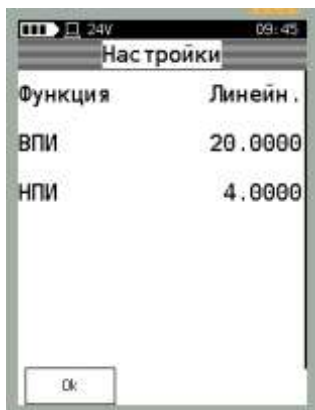 24V 09:45
Настройки
Функция Линейн.
ВПИ 20.0000
НПИ 4.0000
Ok